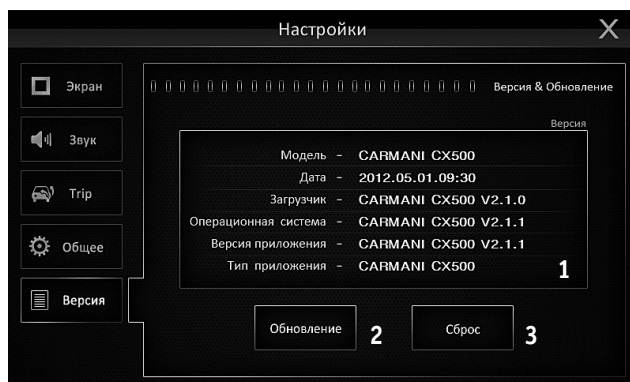 Настройки X
Экран
Версия & Обновление
Версия
Звук
Модель – CARMANI CX500
Дата – 2012.05.01.09:30
Trip
Загрузчик – CARMANI CX500 V2.1.0
Операционная система – CARMANI CX500 V2.1.1
Общее
Версия приложения – CARMANI CX500 V2.1.1
Тип приложения – CARMANI CX500
1
Версия
Обновление 2
Сброс 3